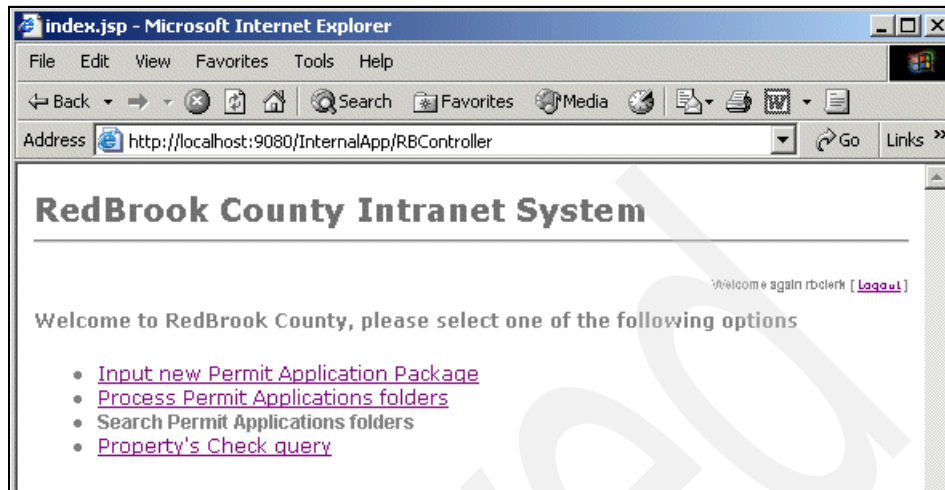 index.jsp - Microsoft Internet Explorer
File Edit View Favorites Tools Help
Back Search Favorites Media
Address http://localhost:9080/InternalApp/RBController Go Links »
RedBrook County Intranet System
Welcome again rbclerk [ Logout ]
Welcome to RedBrook County, please select one of the following options
Input new Permit Application Package
Process Permit Applications folders
Search Permit Applications folders
Property's Check query
red